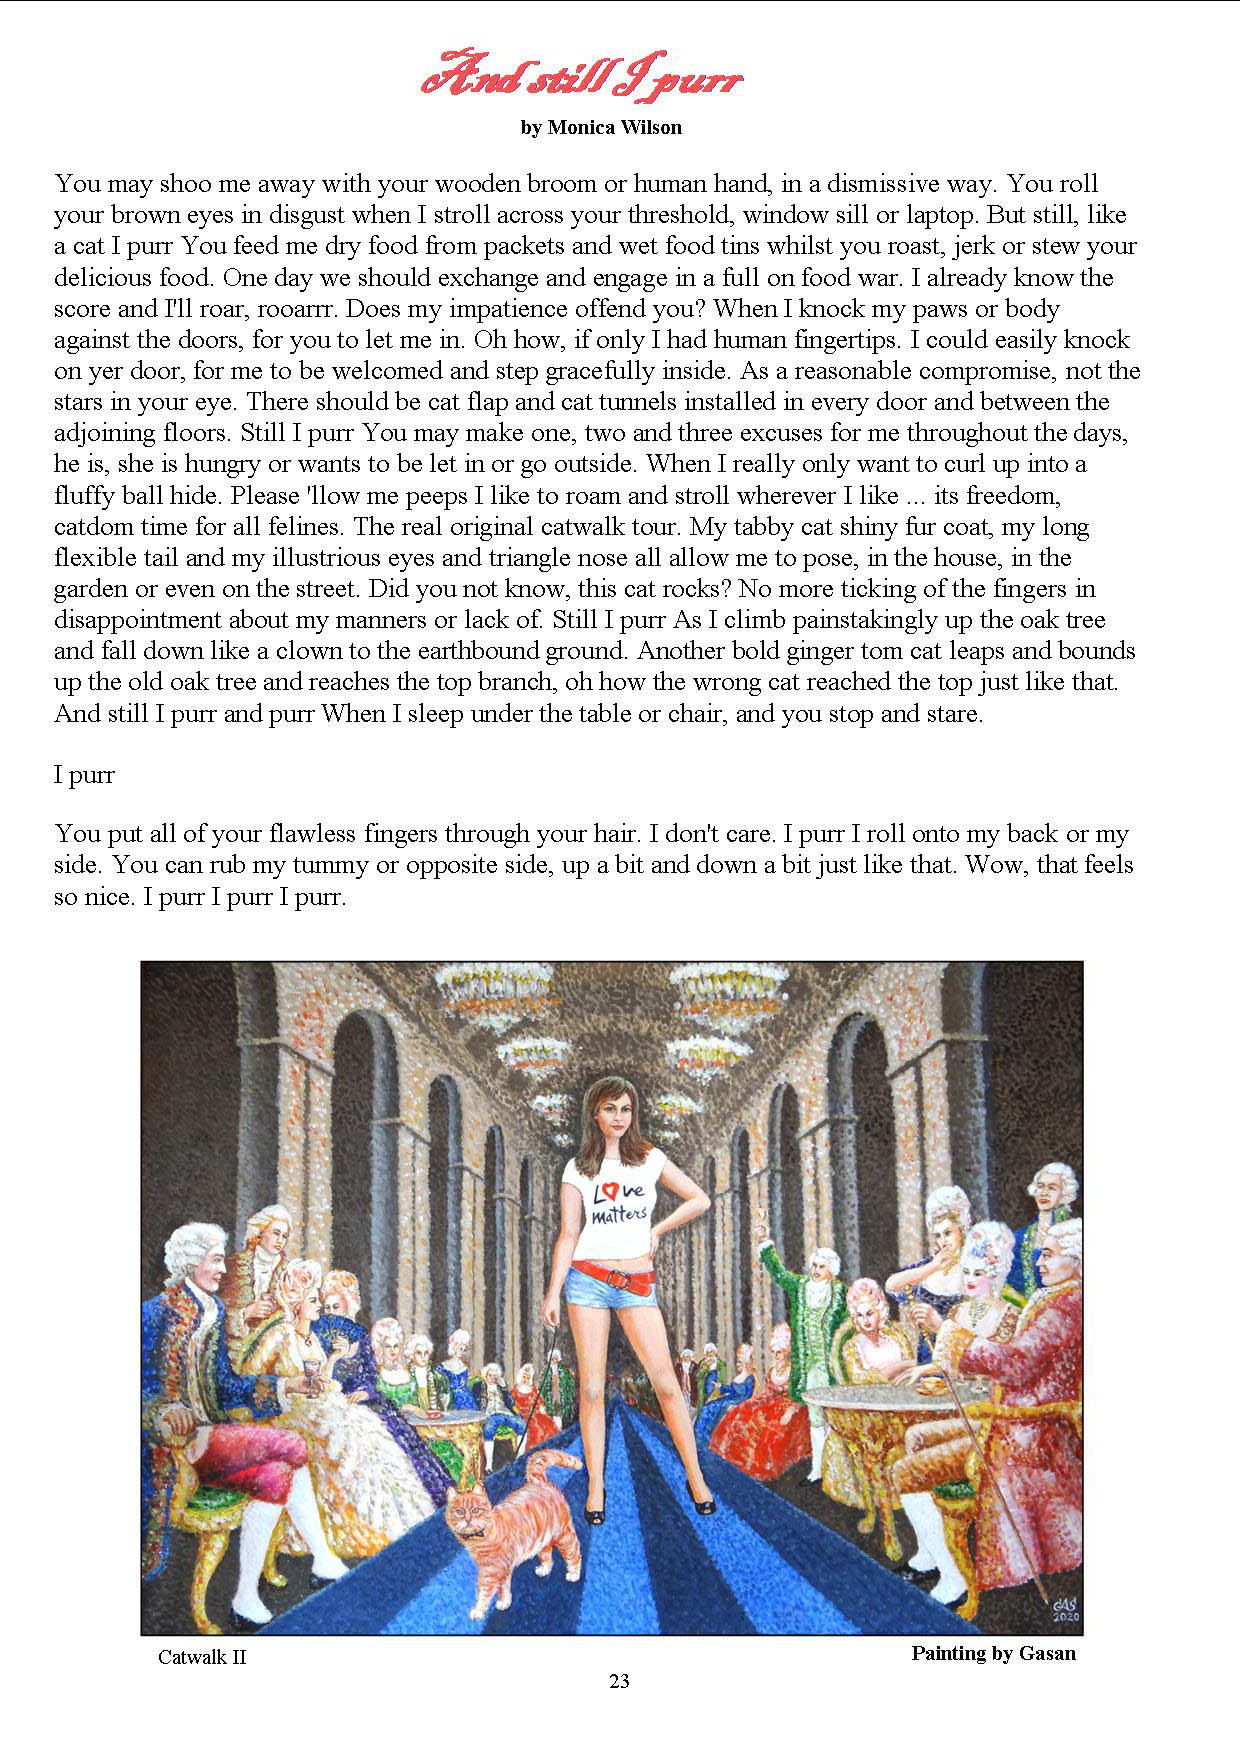 And still I purr
by Monica Wilson
You may shoo me away with your wooden broom or human hand, in a dismissive way. You roll
your brown eyes in disgust when I stroll across your threshold, window sill or laptop. But still, like
a cat I purr You feed me dry food from packets and wet food tins whilst you roast, jerk or stew your
delicious food. One day we should exchange and engage in a full on food war. I already know the
score and I'll roar, rooarrr. Does my impatience offend you? When I knock my paws or body
against the doors, for you to let me in. Oh how, if only I had human fingertips. I could easily knock
on yer door, for me to be welcomed and step gracefully inside. As a reasonable compromise, not the
stars in your eye. There should be cat flap and cat tunnels installed in every door and between the
adjoining floors. Still I purr You may make one, two and three excuses for me throughout the days,
he is, she is hungry or wants to be let in or go outside. When I really only want to curl up into a
fluffy ball hide. Please 'llow me peeps I like to roam and stroll wherever I like ... its freedom,
catdom time for all felines. The real original catwalk tour. My tabby cat shiny fur coat, my long
flexible tail and my illustrious eyes and triangle nose all allow me to pose, in the house, in the
garden or even on the street. Did you not know, this cat rocks? No more ticking of the fingers in
disappointment about my manners or lack of. Still I purr As I climb painstakingly up the oak tree
and fall down like a clown to the earthbound ground. Another bold ginger tom cat leaps and bounds
up the old oak tree and reaches the top branch, oh how the wrong cat reached the top just like that.
And still I purr and purr When I sleep under the table or chair, and you stop and stare.
I purr
You put all of your flawless fingers through your hair. I don't care. I purr I roll onto my back or my
side. You can rub my tummy or opposite side, up a bit and down a bit just like that. Wow, that feels
so nice. I purr I purr I purr.
Love
matters
GAS
2020
Catwalk II
Painting by Gasan
23